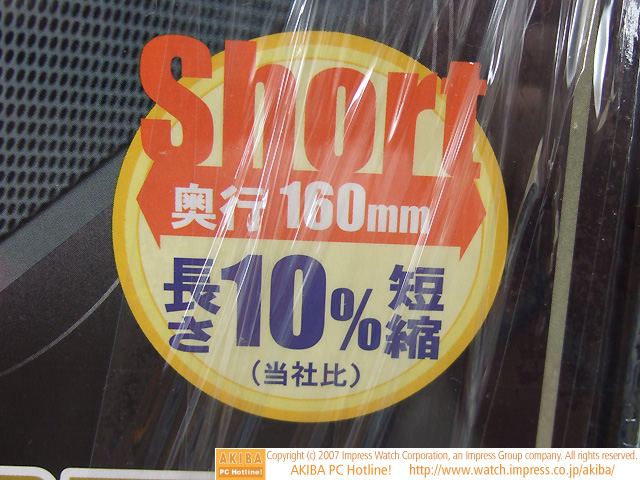 Short
奥行160mm
長さ10%短縮
(当社比)
AKIBA
PC Hotline!
Copyright (c) 2007 Impress Watch Corporation, an Impress Group company. All rights reserved.
AKIBA PC Hotline! http://www.watch.impress.co.jp/akiba/